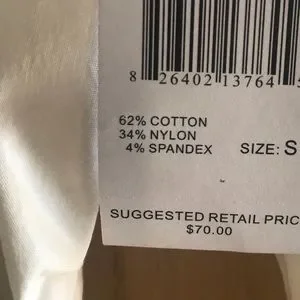 8 26402 13764
62% COTTON
34% NYLON
4% SPANDEX SIZE: S
SUGGESTED RETAIL PRIC
$70.00